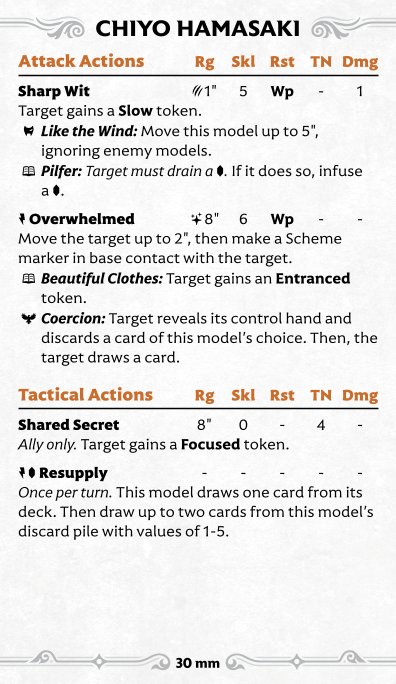 CHIYO HAMASAKI
Attack Actions Rg Skl Rst TN Dmg
Sharp Wit 1" 5 Wp - 1
Target gains a Slow token.
Like the Wind: Move this model up to 5",
ignoring enemy models.
Pilfer: Target must drain a . If it does so, infuse
a .
Overwhelmed 8" 6 Wp - -
Move the target up to 2", then make a Scheme
marker in base contact with the target.
Beautiful Clothes: Target gains an Entranced
token.
Coercion: Target reveals its control hand and
discards a card of this model's choice. Then, the
target draws a card.
Tactical Actions Rg Skl Rst TN Dmg
Shared Secret 8" 0 - 4 -
Ally only. Target gains a Focused token.
Resupply - - - - -
Once per turn. This model draws one card from its
deck. Then draw up to two cards from this model's
discard pile with values of 1-5.
30 mm